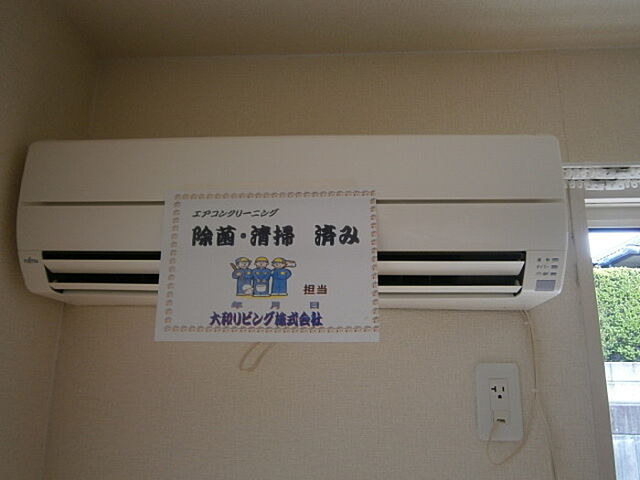 エアコンクリーニング
除菌・清掃 済み
担当
年 月 日
大和リビング株式会社
FUJITSU